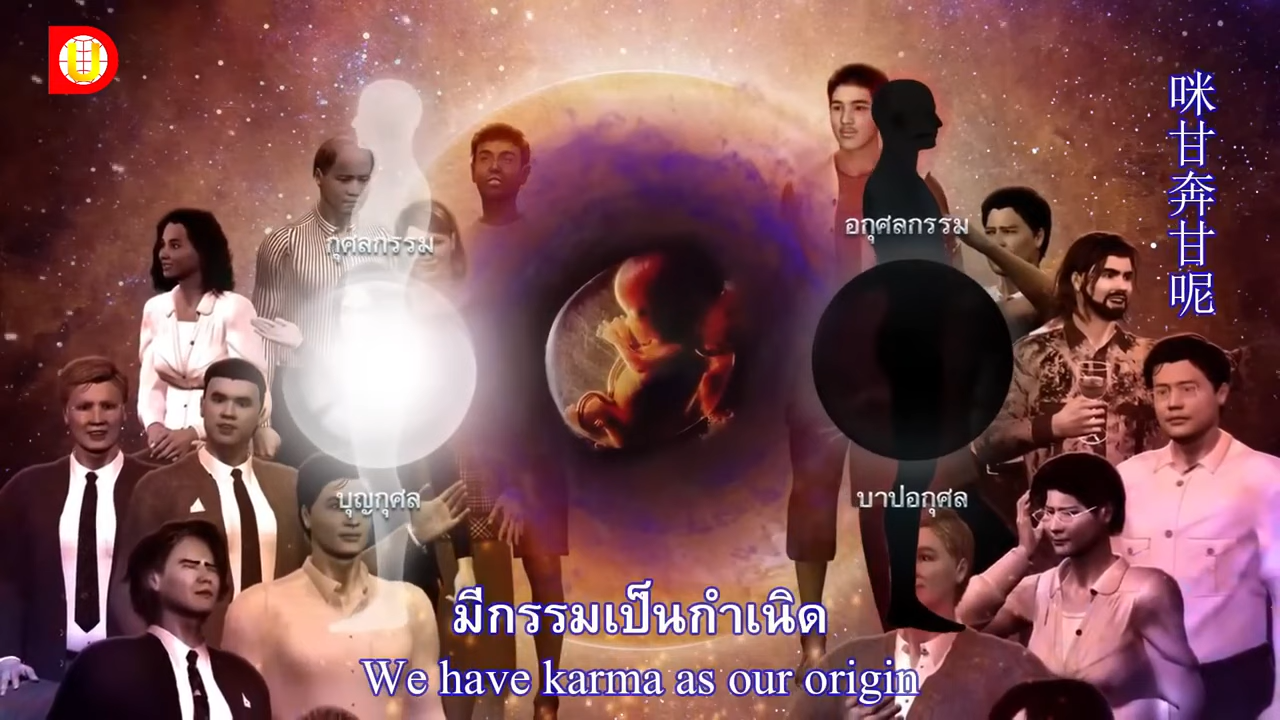 U
咪甘奔甘呢
กุศลกรรม
อกุศลกรรม
บุญกุศล
บาปอกุศล
มีกรรมเป็นกำเนิด
We have karma as our origin